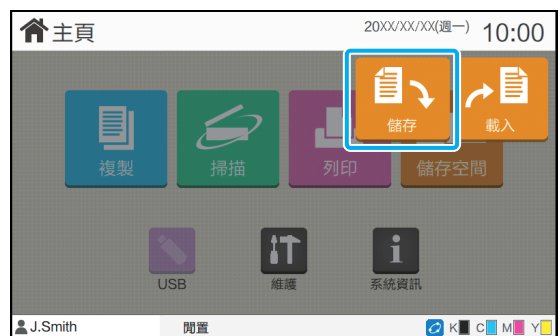 主頁 20XX/XX/XX(週一) 10:00
儲存 載入
複製 掃描 列印 儲存空間
USB 維護 系統資訊
J.Smith 閒置 K C M Y